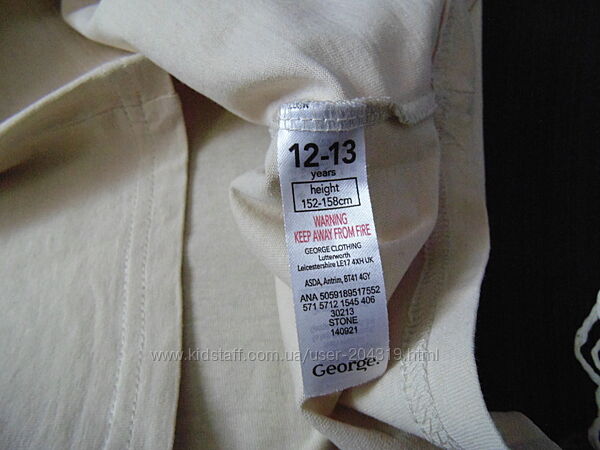 12-13
years
height
152-158cm
WARNING
KEEP AWAY FROM FIRE
GEORGE CLOTHING
Lutterworth
Leicestershire LE17 4XH UK
ASDA, Antrim, BT41 4GY
ANA 5059189517552
571 5712 1545 406
30213
STONE
140921
www.kidstaff.com.ua/user-204319.html
George.